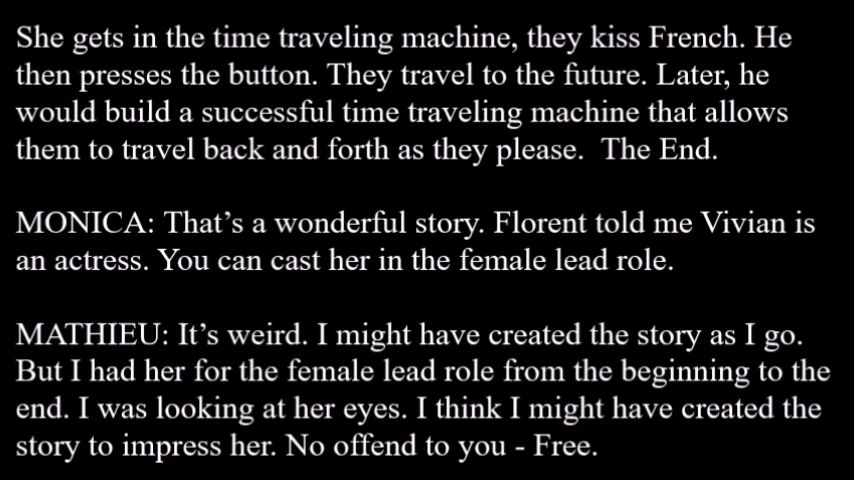 She gets in the time traveling machine, they kiss French. He
then presses the button. They travel to the future. Later, he
would build a successful time traveling machine that allows
them to travel back and forth as they please.  The End.
MONICA: That’s a wonderful story. Florent told me Vivian is
an actress. You can cast her in the female lead role.
MATHIEU: It’s weird. I might have created the story as I go.
But I had her for the female lead role from the beginning to the
end. I was looking at her eyes. I think I might have created the
story to impress her. No offend to you - Free.